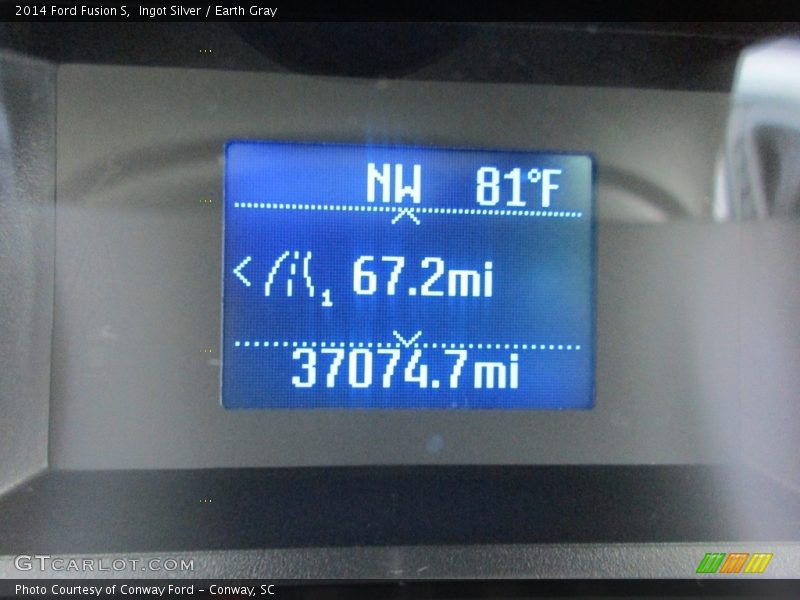 2014 Ford Fusion S,  Ingot Silver / Earth Gray
NW 81°F
1 67.2mi
37074.7mi
GTCARLOT.COM
Photo Courtesy of Conway Ford – Conway, SC